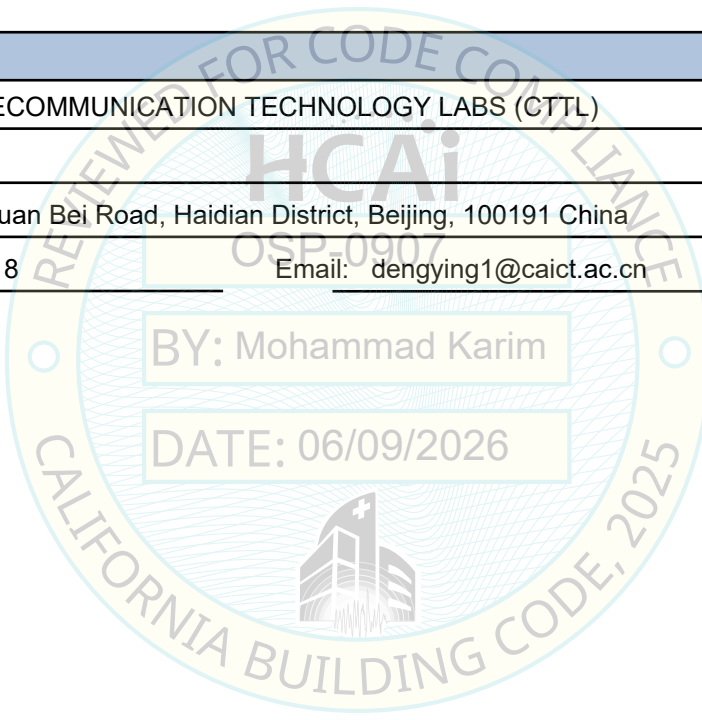 REVIEWED FOR CODE COMPLIANCE
TELECOMMUNICATION TECHNOLOGY LABS (CTTL)
HCAi
uan Bei Road, Haidian District, Beijing, 100191 China
OSP-0907
8 Email: dengying1@caict.ac.cn
BY: Mohammad Karim
DATE: 06/09/2026
CALIFORNIA BUILDING CODE, 2025